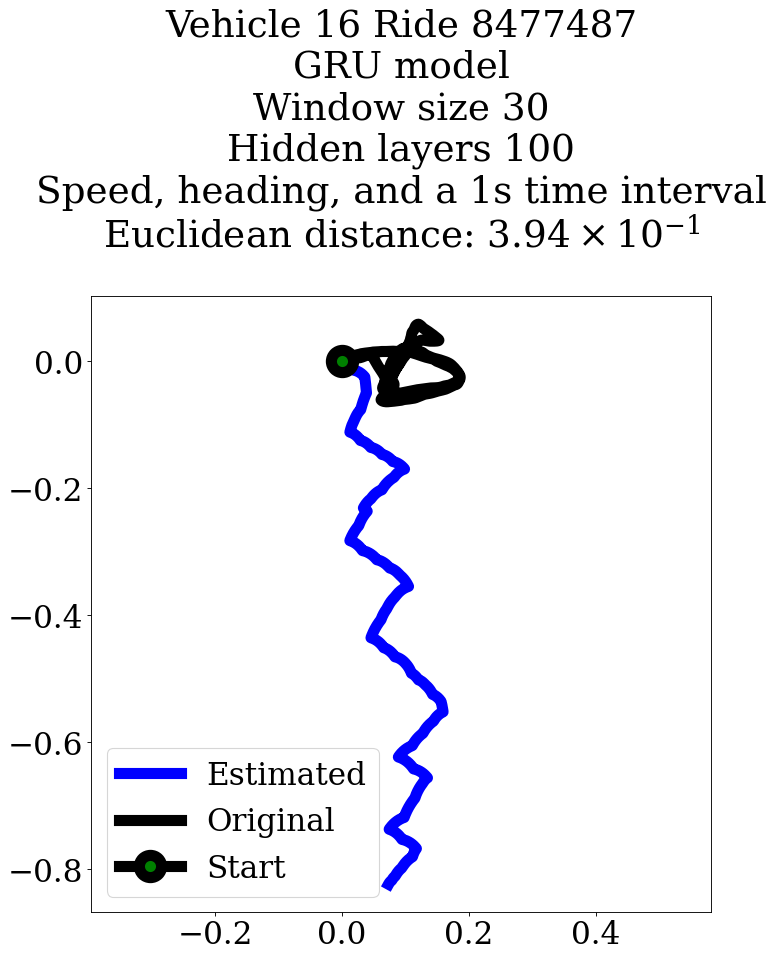 Vehicle 16 Ride 8477487
GRU model
Window size 30
Hidden layers 100
Speed, heading, and a 1s time interval
Euclidean distance: 3.94 × 10⁻¹
0.0
−0.2
−0.4
−0.6
−0.8
Estimated
Original
Start
−0.2 0.0 0.2 0.4